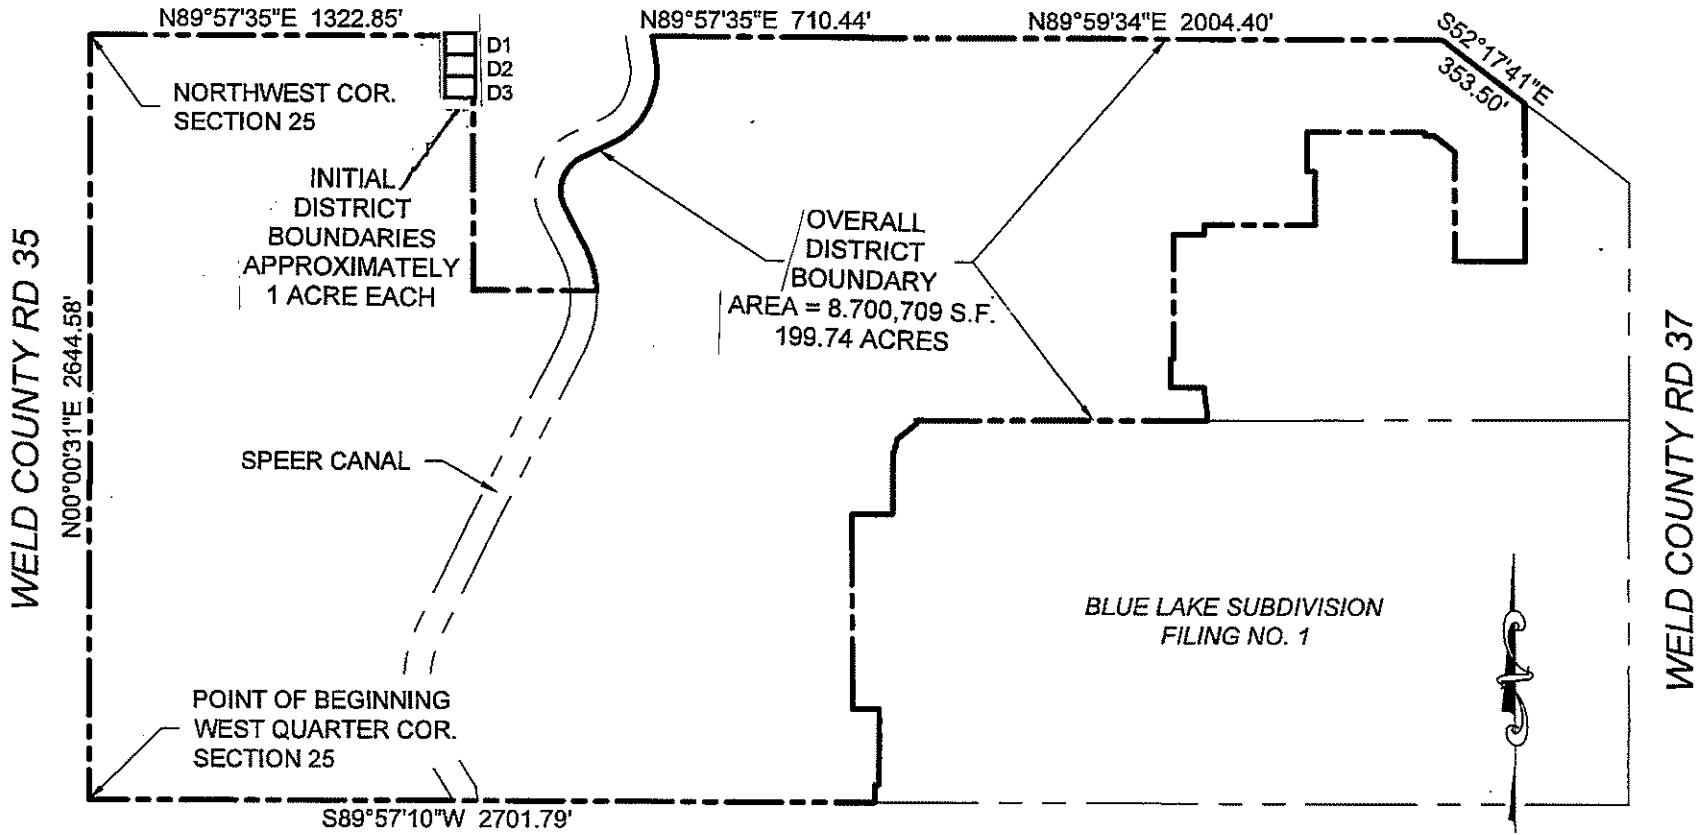 N89°57'35"E 1322.85'
N89°57'35"E 710.44'
N89°59'34"E 2004.40'
S52°17'41"E
353.50'
D1
D2
D3
NORTHWEST COR.
SECTION 25
INITIAL
DISTRICT
BOUNDARIES
APPROXIMATELY
1 ACRE EACH
OVERALL
DISTRICT
BOUNDARY
AREA = 8.700,709 S.F.
199.74 ACRES
WELD COUNTY RD 35
N00°00'31"E 2644.58'
SPEER CANAL
WELD COUNTY RD 37
BLUE LAKE SUBDIVISION
FILING NO. 1
POINT OF BEGINNING
WEST QUARTER COR.
SECTION 25
S89°57'10"W 2701.79'